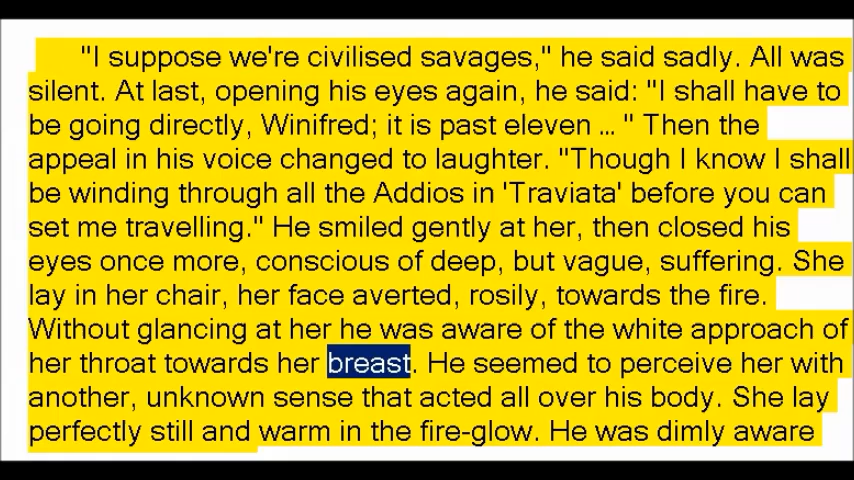 "I suppose we're civilised savages," he said sadly. All was
silent. At last, opening his eyes again, he said: "I shall have to
be going directly, Winifred; it is past eleven ... " Then the
appeal in his voice changed to laughter. "Though I know I shall
be winding through all the Addios in 'Traviata' before you can
set me travelling." He smiled gently at her, then closed his
eyes once more, conscious of deep, but vague, suffering. She
lay in her chair, her face averted, rosily, towards the fire.
Without glancing at her he was aware of the white approach of
her throat towards her breast. He seemed to perceive her with
another, unknown sense that acted all over his body. She lay
perfectly still and warm in the fire-glow. He was dimly aware